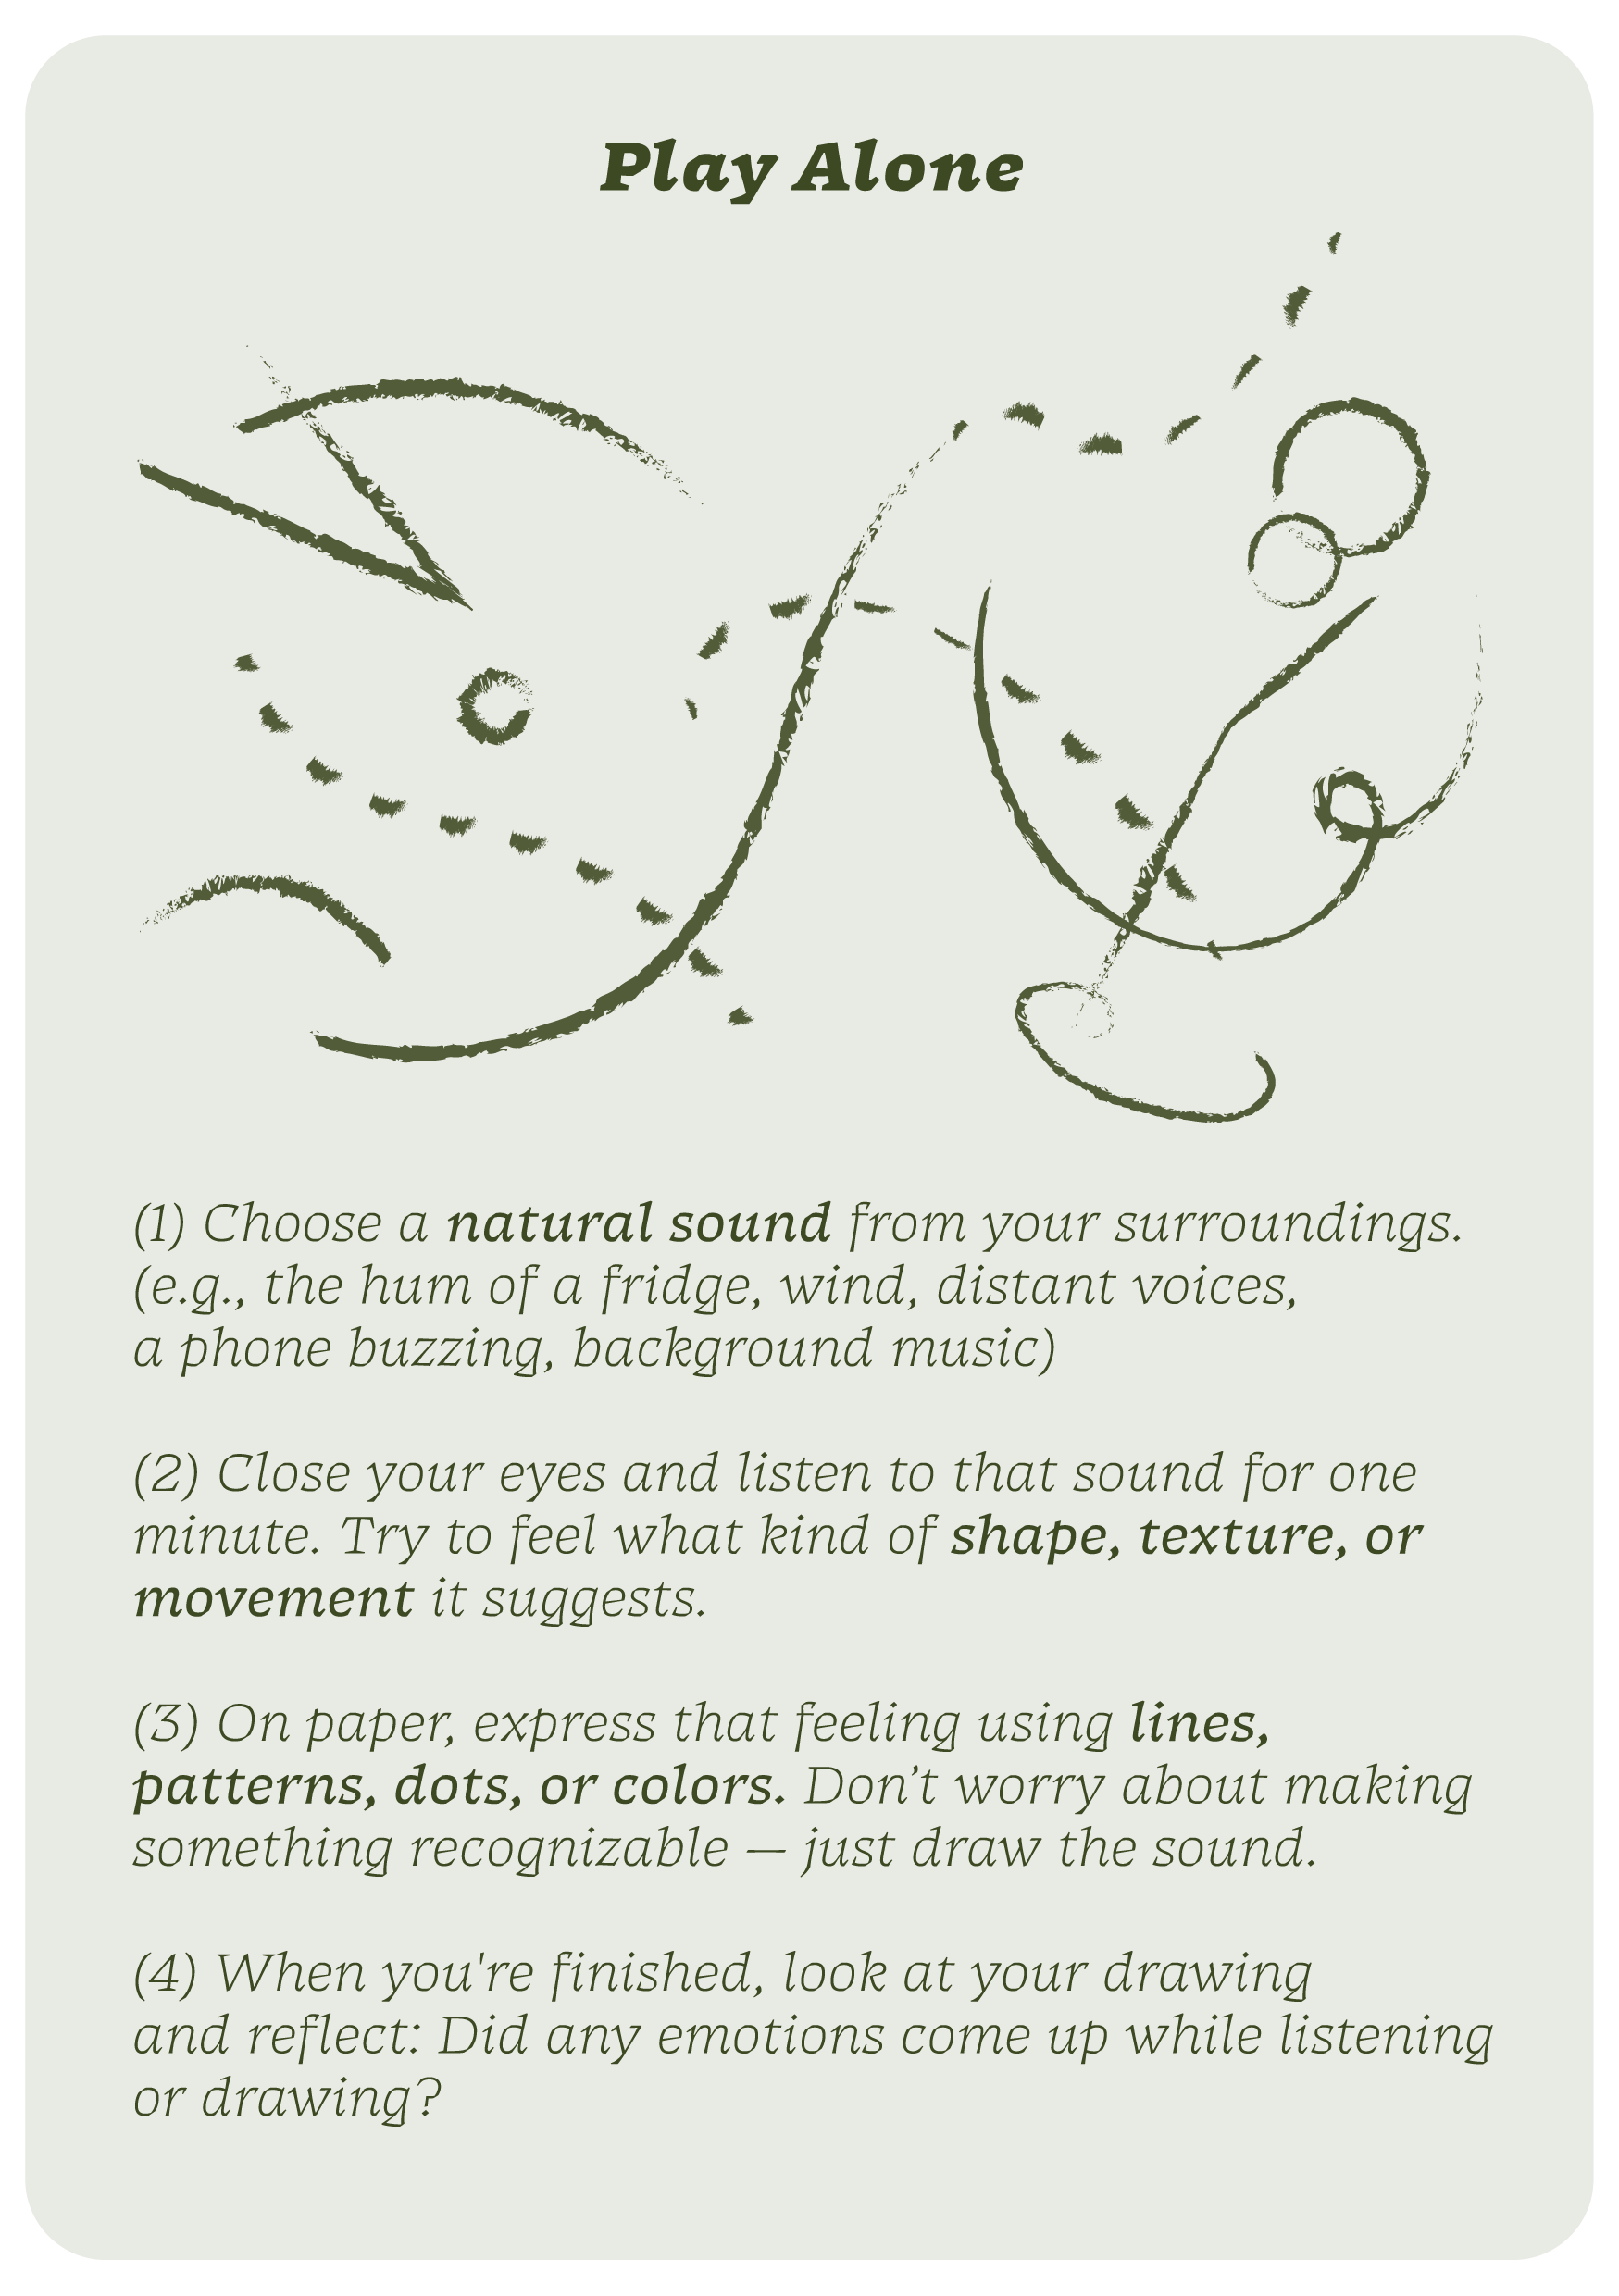 Play Alone
(1) Choose a natural sound from your surroundings.
(e.g., the hum of a fridge, wind, distant voices,
a phone buzzing, background music)
(2) Close your eyes and listen to that sound for one
minute. Try to feel what kind of shape, texture, or
movement it suggests.
(3) On paper, express that feeling using lines,
patterns, dots, or colors. Don’t worry about making
something recognizable — just draw the sound.
(4) When you're finished, look at your drawing
and reflect: Did any emotions come up while listening
or drawing?